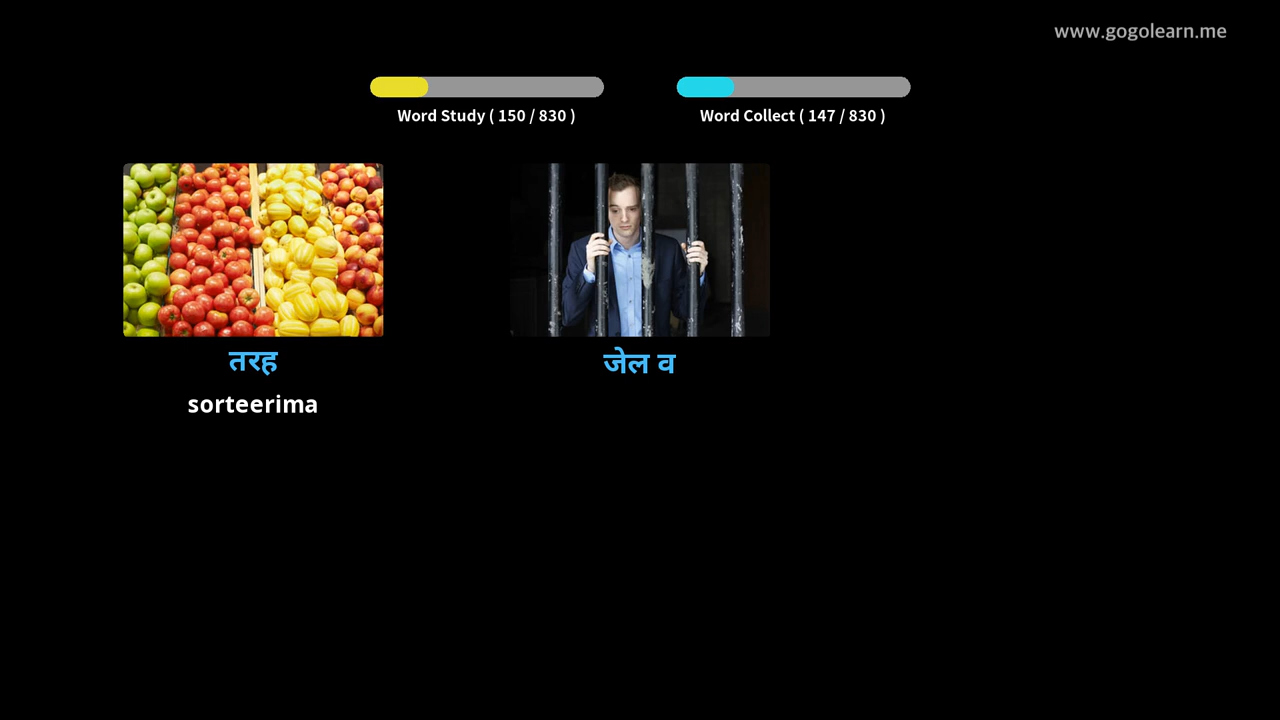 www.gogolearn.me
Word Study ( 150 / 830 )
Word Collect ( 147 / 830 )
तरह
जेल व
sorteerima